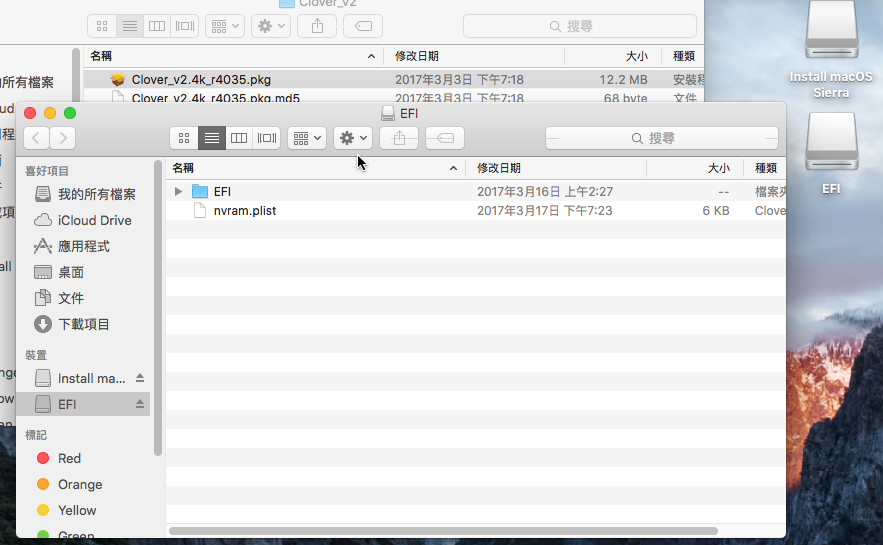 Clover_v2
搜尋
名稱 修改日期 大小 種類
Clover_v2.4k_r4035.pkg 2017年3月3日 下午7:18 12.2 MB 安裝程
Clover_v2.4k_r4035.pkg.md5 2017年3月3日 下午7:18 68 byte 文件
所有檔案
Install macOS
Sierra
EFI
EFI
搜尋
喜好項目
我的所有檔案
iCloud Drive
應用程式
桌面
文件
下載項目
裝置
Install ma...
EFI
標記
Red
Orange
Yellow
Green
名稱 修改日期 大小 種類
EFI 2017年3月16日 上午2:27 -- 檔案夾
nvram.plist 2017年3月17日 下午7:23 6 KB Clove